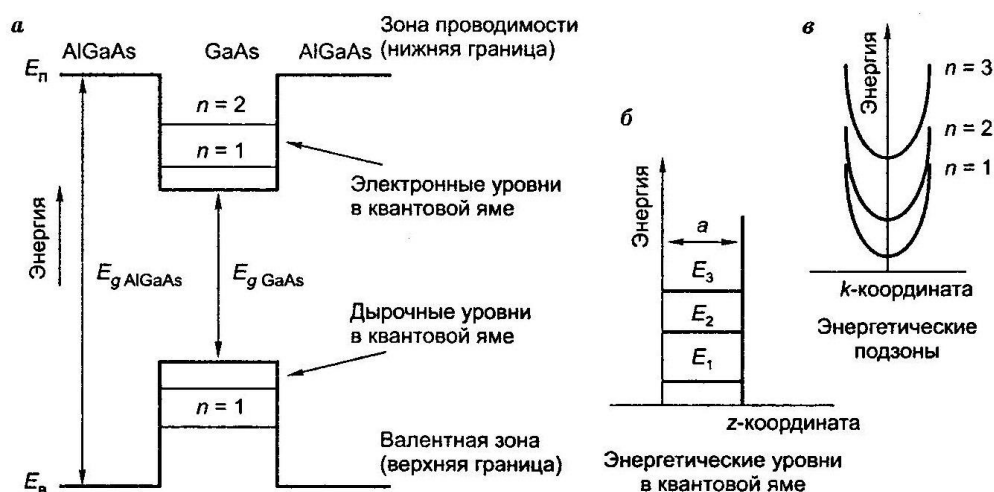 а
AlGaAs
GaAs
AlGaAs
Зона проводимости
(нижняя граница)
Eп
n = 2
n = 1
Электронные уровни
в квантовой яме
Энергия
Eg AlGaAs
Eg GaAs
Дырочные уровни
в квантовой яме
n = 1
Валентная зона
(верхняя граница)
Eв
б
Энергия
a
E3
E2
E1
z-координата
Энергетические уровни
в квантовой яме
в
Энергия
n = 3
n = 2
n = 1
k-координата
Энергетические
подзоны